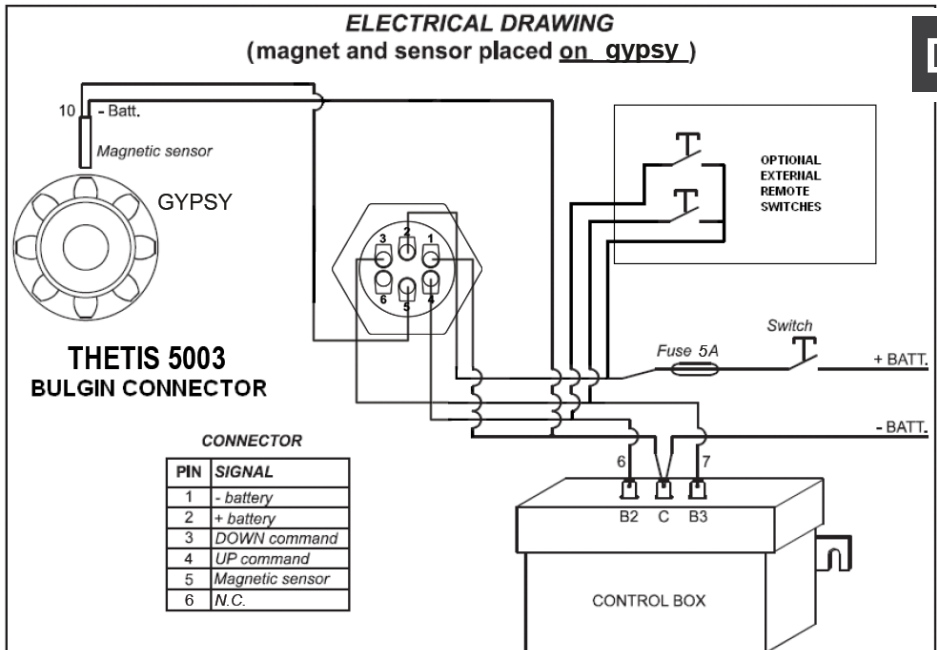 ELECTRICAL DRAWING
(magnet and sensor placed on gypsy )
10 - Batt.
Magnetic sensor
GYPSY
OPTIONAL
EXTERNAL
REMOTE
SWITCHES
3 2 1
6 5 4
THETIS 5003
BULGIN CONNECTOR
Switch
Fuse 5A
+ BATT.
- BATT.
CONNECTOR
PIN SIGNAL
1 - battery
2 + battery
3 DOWN command
4 UP command
5 Magnetic sensor
6 N.C.
6 7
B2 C B3
CONTROL BOX